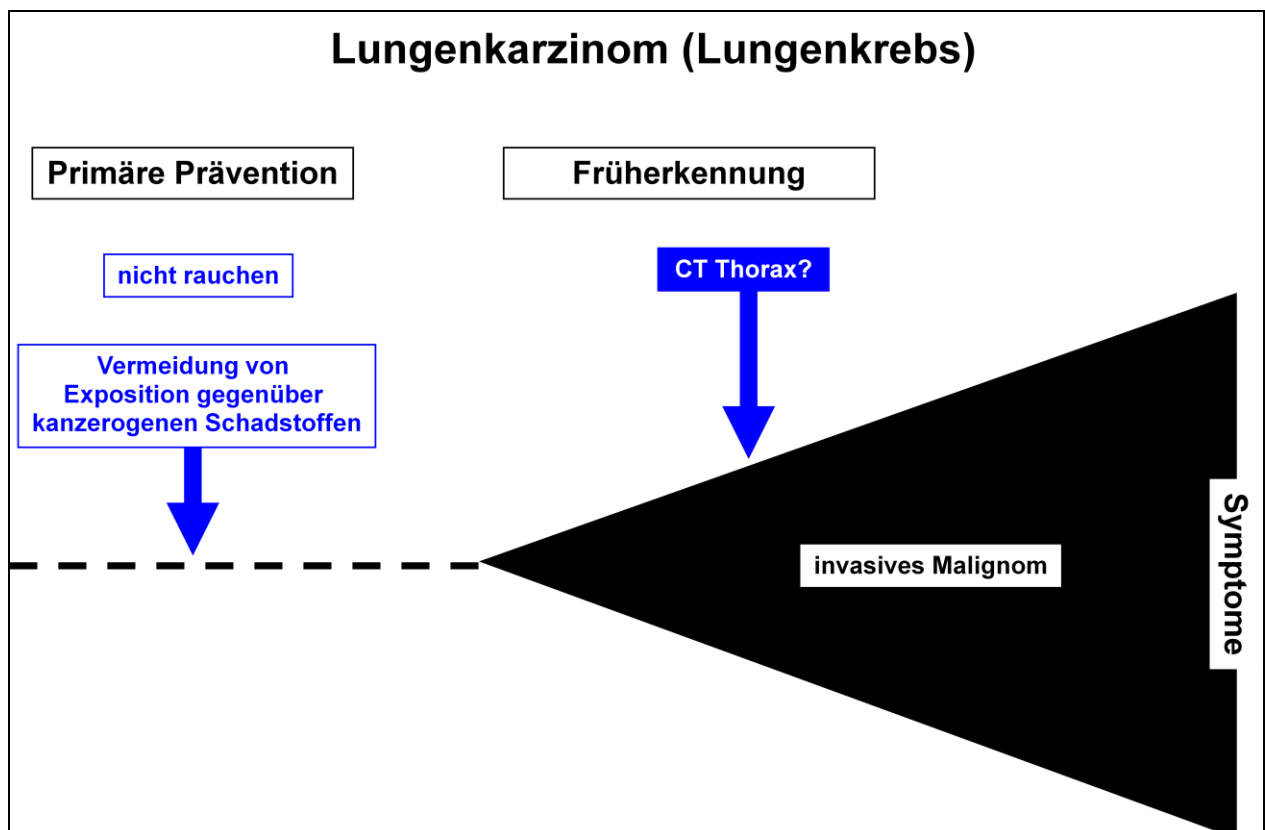 Lungenkarzinom (Lungenkrebs)
Primäre Prävention
Früherkennung
nicht rauchen
CT Thorax?
Vermeidung von
Exposition gegenüber
kanzerogenen Schadstoffen
invasives Malignom
Symptome